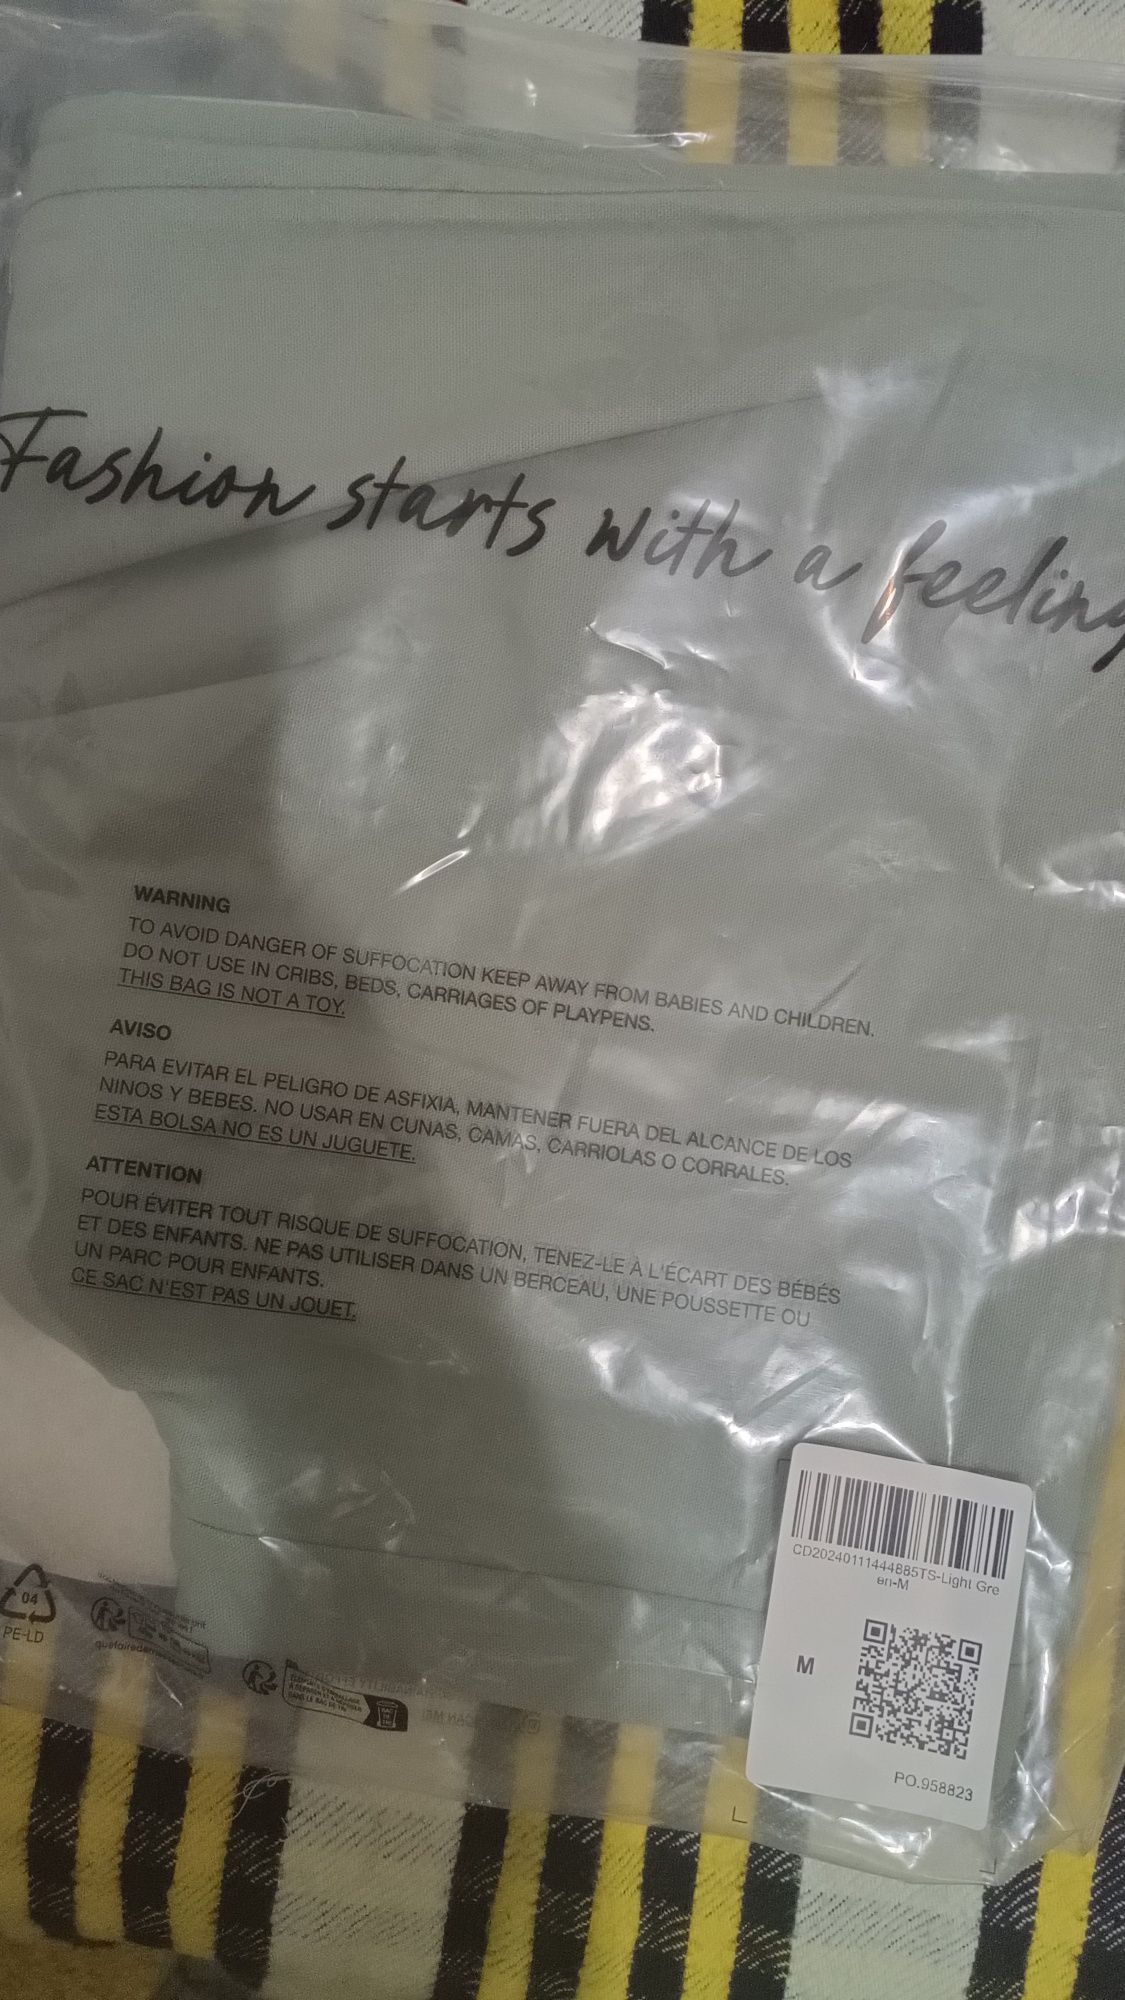 Fashion starts with a feeling
WARNING
TO AVOID DANGER OF SUFFOCATION KEEP AWAY FROM BABIES AND CHILDREN.
DO NOT USE IN CRIBS, BEDS, CARRIAGES OF PLAYPENS.
THIS BAG IS NOT A TOY.
AVISO
PARA EVITAR EL PELIGRO DE ASFIXIA, MANTENER FUERA DEL ALCANCE DE LOS
NINOS Y BEBES. NO USAR EN CUNAS, CAMAS, CARRIOLAS O CORRALES.
ESTA BOLSA NO ES UN JUGUETE.
ATTENTION
POUR ÉVITER TOUT RISQUE DE SUFFOCATION, TENEZ-LE À L'ÉCART DES BÉBÉS
ET DES ENFANTS. NE PAS UTILISER DANS UN BERCEAU, UNE POUSSETTE OU
UN PARC POUR ENFANTS.
CE SAC N'EST PAS UN JOUET.
CD20240111444885TS-Light Gre
en-M
M
PO.958823
04
PE-LD